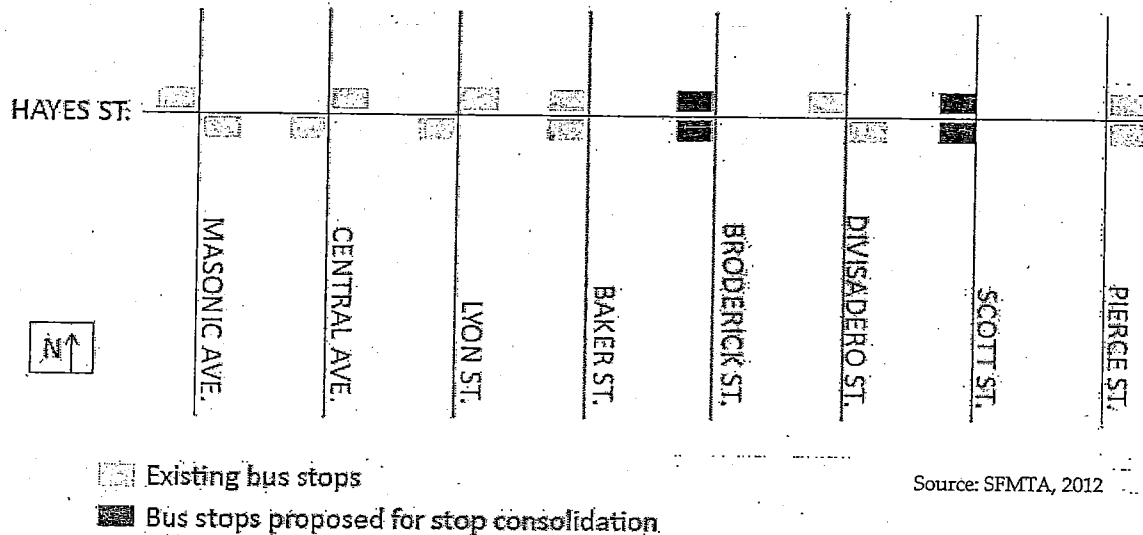 HAYES ST.
MASONIC AVE.
CENTRAL AVE.
LYON ST.
BAKER ST.
BRODERICK ST.
DIVISADERO ST.
SCOTT ST.
PIERCE ST.
N↑
Existing bus stops
Source: SFMTA, 2012
Bus stops proposed for stop consolidation